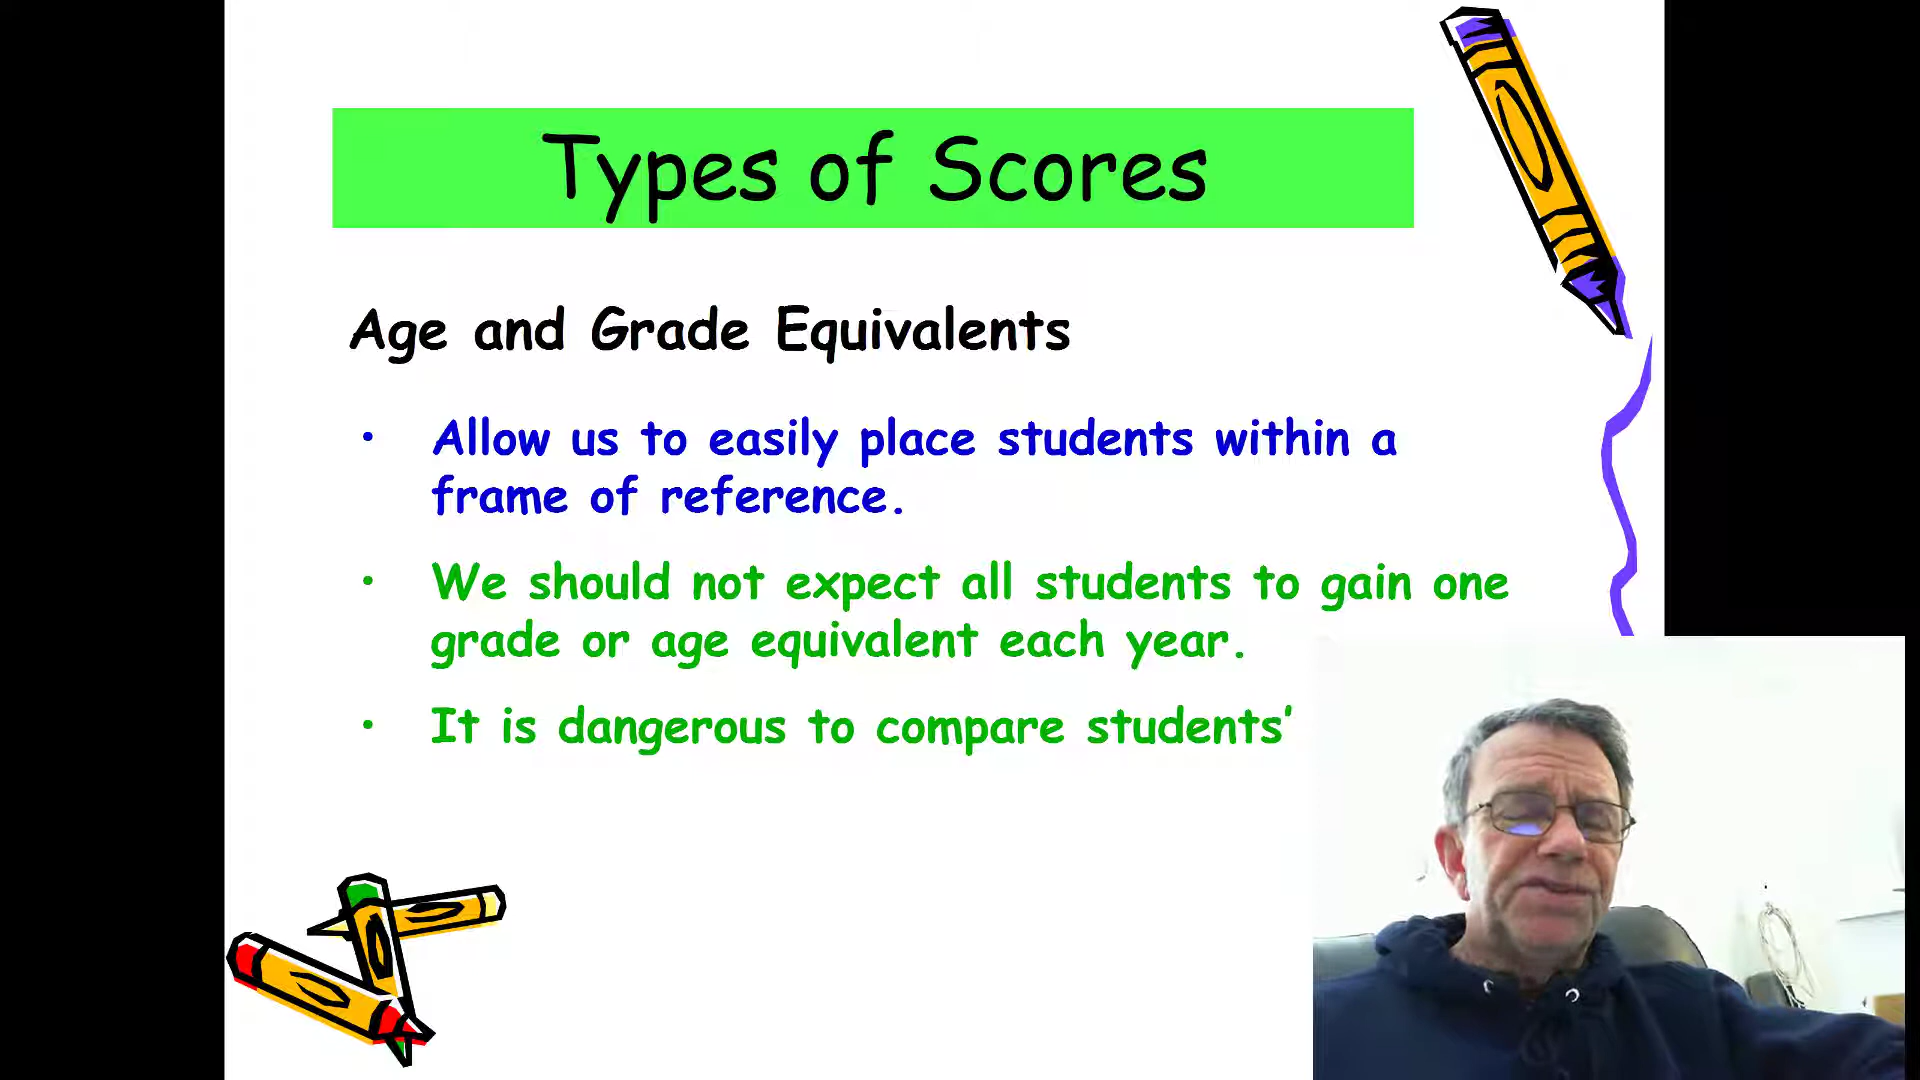 Types of Scores
Age and Grade Equivalents
• Allow us to easily place students within a
frame of reference.
• We should not expect all students to gain one
grade or age equivalent each year.
• It is dangerous to compare students’